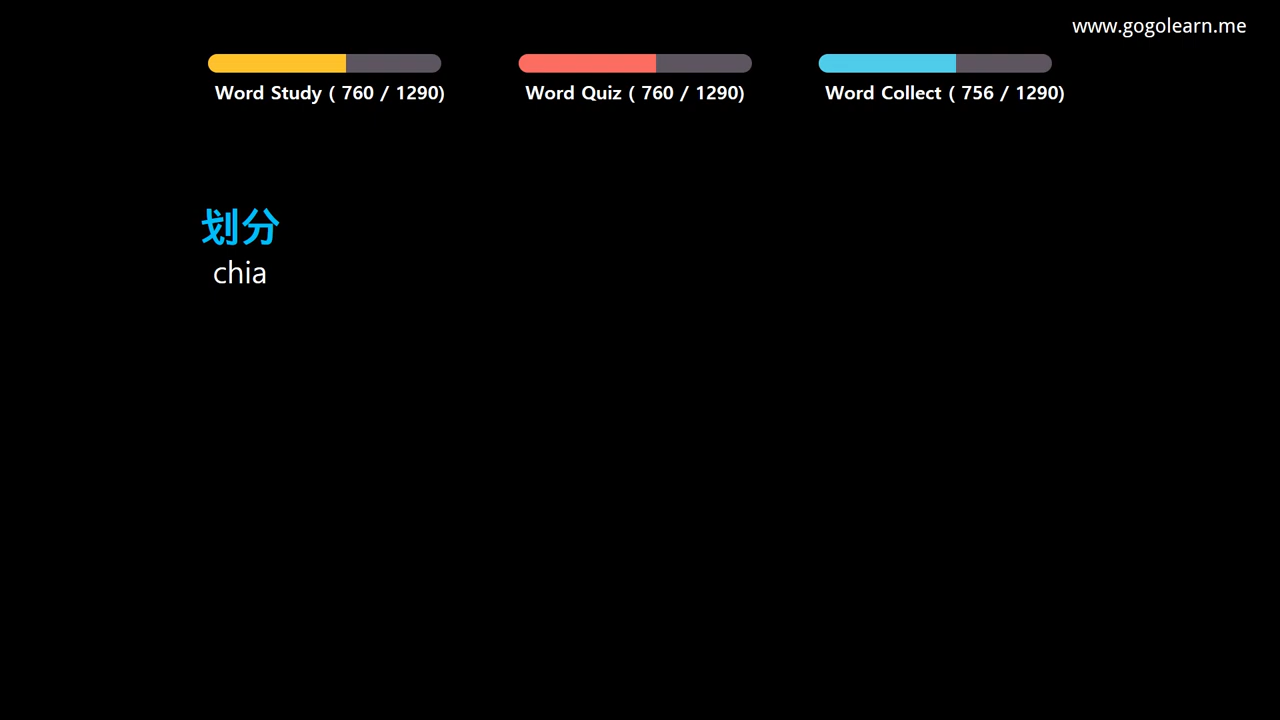 www.gogolearn.me
Word Study ( 760 / 1290)
Word Quiz ( 760 / 1290)
Word Collect ( 756 / 1290)
划分
chia